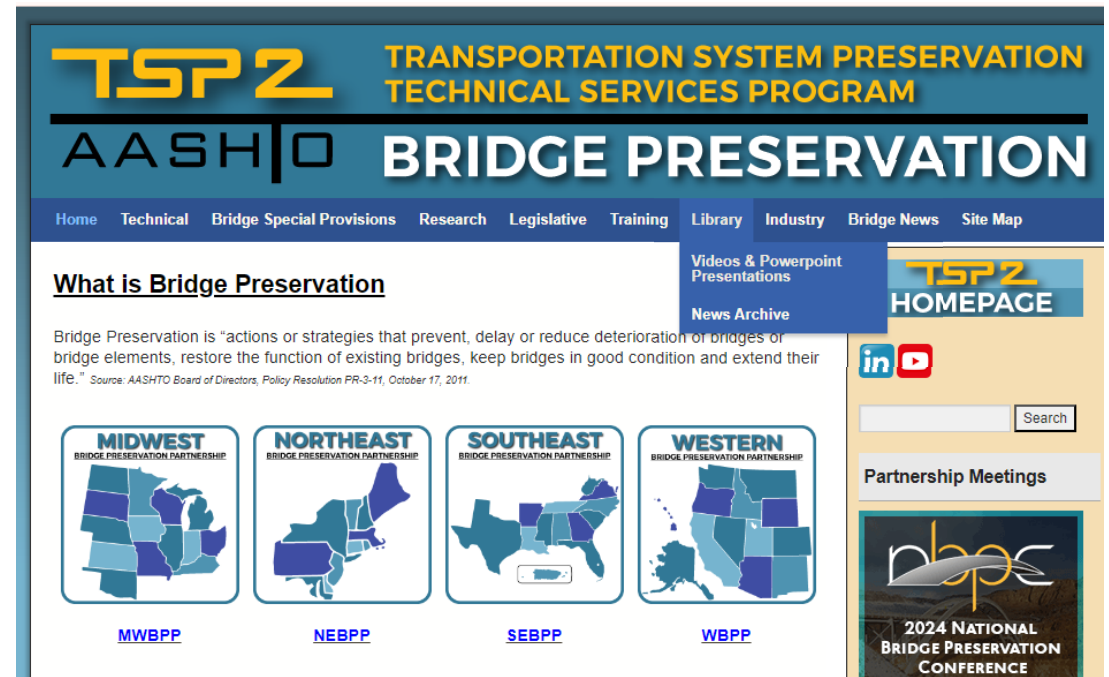 TSP2
AASHTO
TRANSPORTATION SYSTEM PRESERVATION
TECHNICAL SERVICES PROGRAM
BRIDGE PRESERVATION
Home Technical Bridge Special Provisions Research Legislative Training Library Industry Bridge News Site Map
Videos & Powerpoint
Presentations
News Archive
What is Bridge Preservation
Bridge Preservation is “actions or strategies that prevent, delay or reduce deterioration of bridges or
bridge elements, restore the function of existing bridges, keep bridges in good condition and extend their
life.” Source: AASHTO Board of Directors, Policy Resolution PR-3-11, October 17, 2011.
MIDWEST
BRIDGE PRESERVATION PARTNERSHIP
NORTHEAST
BRIDGE PRESERVATION PARTNERSHIP
SOUTHEAST
BRIDGE PRESERVATION PARTNERSHIP
WESTERN
BRIDGE PRESERVATION PARTNERSHIP
MWBPP
NEBPP
SEBPP
WBPP
TSP2
HOMEPAGE
in
Search
Partnership Meetings
nbpc
2024 NATIONAL
BRIDGE PRESERVATION
CONFERENCE